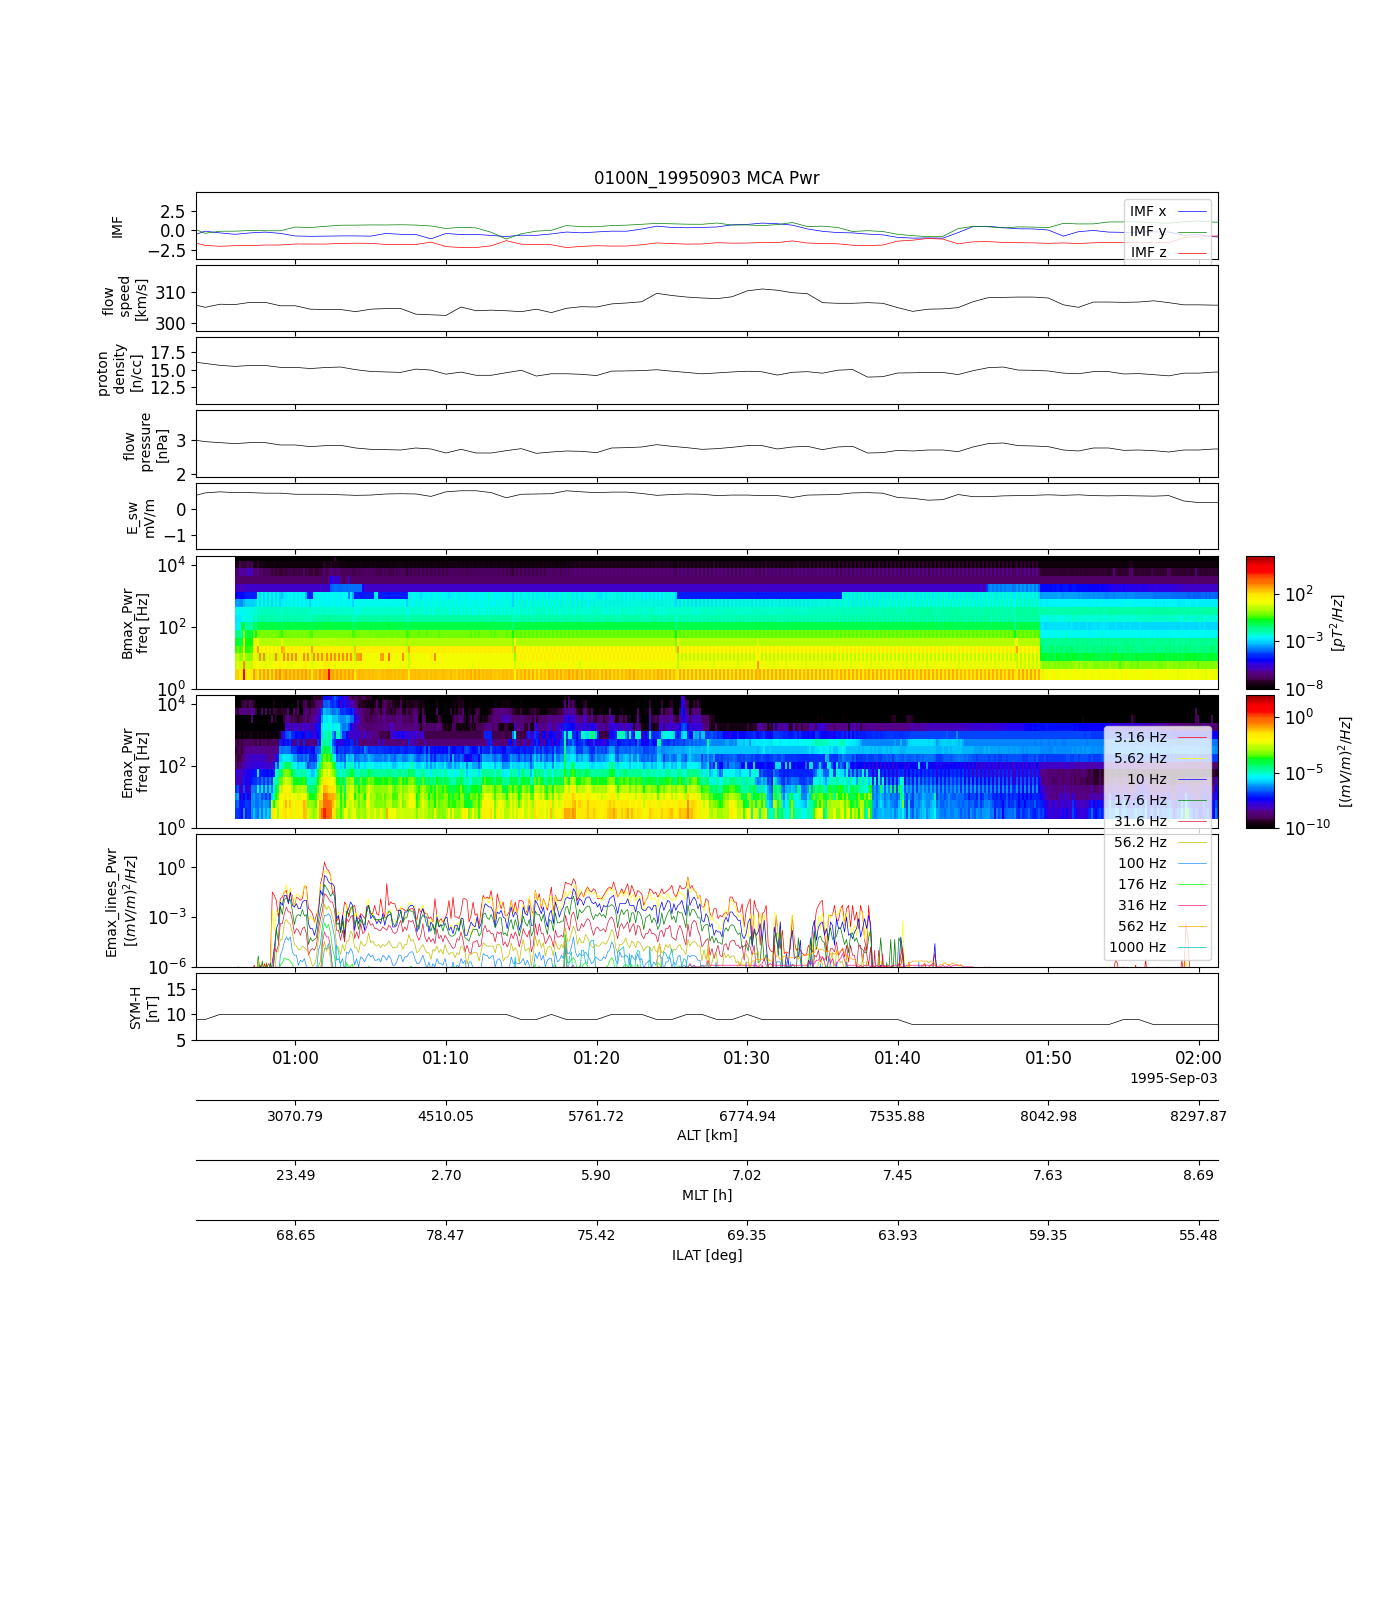 0100N_19950903 MCA Pwr
IMF
2.5
0.0
−2.5
IMF x
IMF y
IMF z
flow
speed
[km/s]
310
300
proton
density
[n/cc]
17.5
15.0
12.5
flow
pressure
[nPa]
3
2
E_sw
mV/m
0
−1
Bmax_Pwr
freq [Hz]
10^4
10^2
10^0
10^2
10^−3
10^−8
[pT^2/Hz]
Emax_Pwr
freq [Hz]
10^4
10^2
10^0
10^0
10^−5
10^−10
[(mV/m)^2/Hz]
3.16 Hz
5.62 Hz
10 Hz
17.6 Hz
31.6 Hz
56.2 Hz
100 Hz
176 Hz
316 Hz
562 Hz
1000 Hz
Emax_lines_Pwr
[(mV/m)^2/Hz]
10^0
10^−3
10^−6
SYM-H
[nT]
15
10
5
01:00 01:10 01:20 01:30 01:40 01:50 02:00
1995-Sep-03
3070.79 4510.05 5761.72 6774.94 7535.88 8042.98 8297.87
ALT [km]
23.49 2.70 5.90 7.02 7.45 7.63 8.69
MLT [h]
68.65 78.47 75.42 69.35 63.93 59.35 55.48
ILAT [deg]